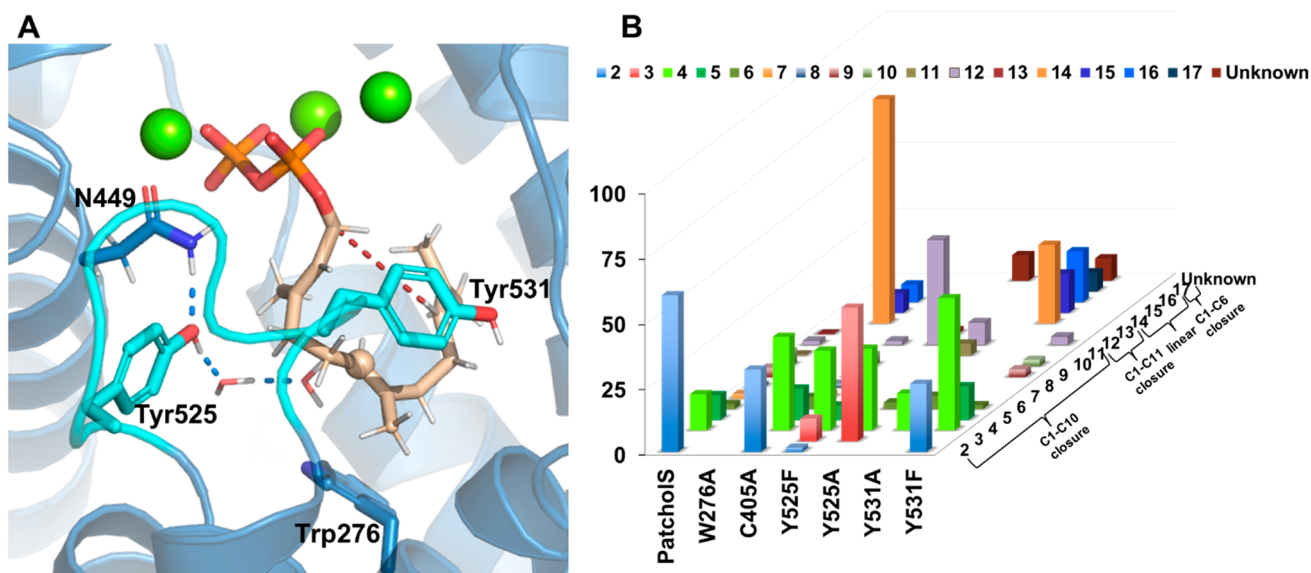 A
N449
Tyr531
Tyr525
Trp276
B
2 3 4 5 6 7 8 9 10 11 12 13 14 15 16 17 Unknown
100
75
50
25
0
PatcholS
W276A
C405A
Y525F
Y525A
Y531A
Y531F
2 3 4 5 6 7 8 9 10 11 12 13 14 15 16 1 Unknown
C1-C10
closure
C1-C11
closure
linear
C1-C6
closure